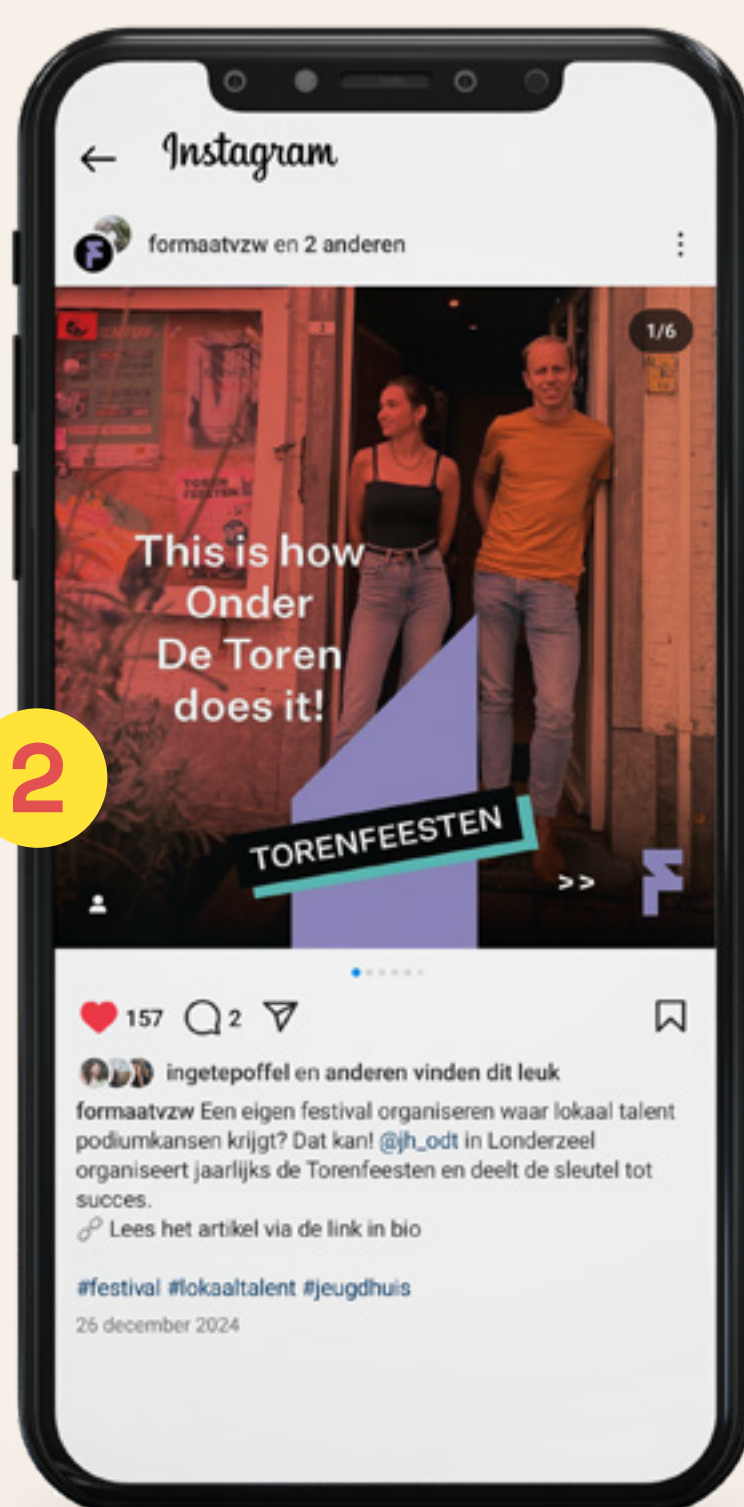 Instagram
formaatvzw en 2 anderen
1/6
TOREN
FEESTEN
This is how
Onder
De Toren
does it!
2
TORENFEESTEN
>>
F
157 2
ingetepoffel en anderen vinden dit leuk
formaatvzw Een eigen festival organiseren waar lokaal talent
podiumkansen krijgt? Dat kan! @jh_odt in Londerzeel
organiseert jaarlijks de Torenfeesten en deelt de sleutel tot
succes.
Lees het artikel via de link in bio
#festival #lokaaltalent #jeugdhuis
26 december 2024